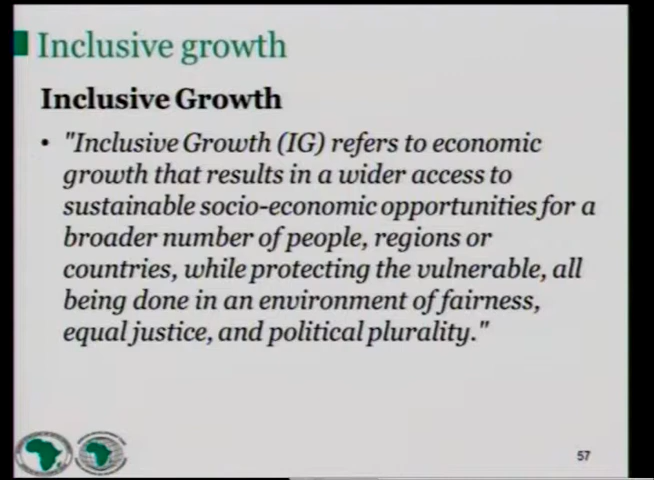 Inclusive growth
Inclusive Growth
• "Inclusive Growth (IG) refers to economic
growth that results in a wider access to
sustainable socio-economic opportunities for a
broader number of people, regions or
countries, while protecting the vulnerable, all
being done in an environment of fairness,
equal justice, and political plurality."
57